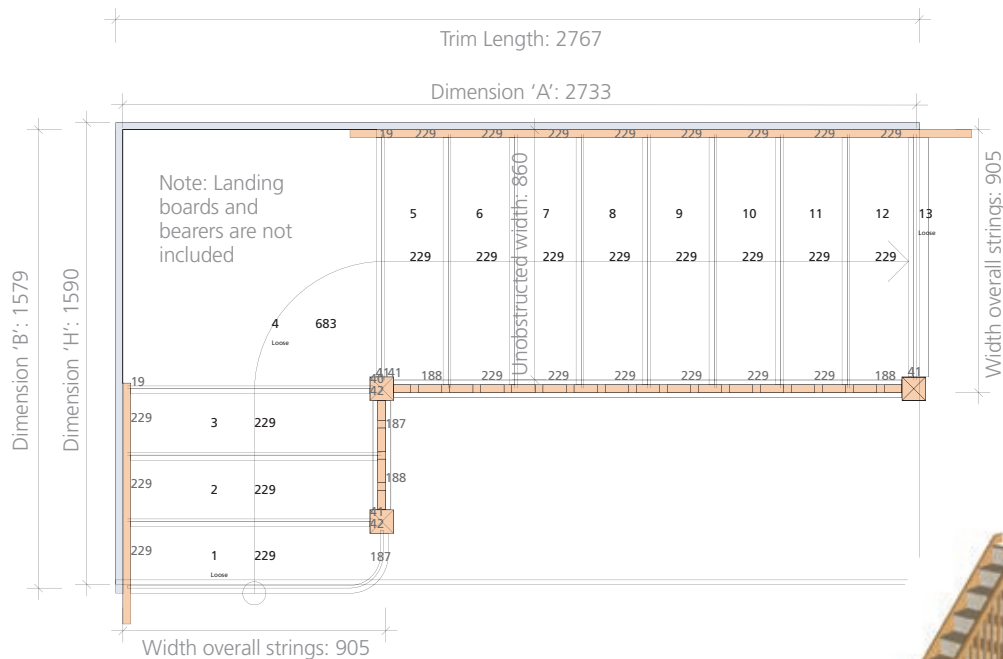 Trim Length: 2767
Dimension 'A': 2733
19 229 229 229 229 229 229 229 229
Note: Landing
boards and
bearers are not
included
Unobstructed width: 860
Width overall strings: 905
Dimension 'B': 1579
Dimension 'H': 1590
5 6 7 8 9 10 11 12 13
Loose
229 229 229 229 229 229 229 229
4 683
Loose
41 41 188 229 229 229 229 229 229 188 41
40
42
19
229 3 229 187
229 2 229 188
41
42
229 1 229 187
Loose
Width overall strings: 905